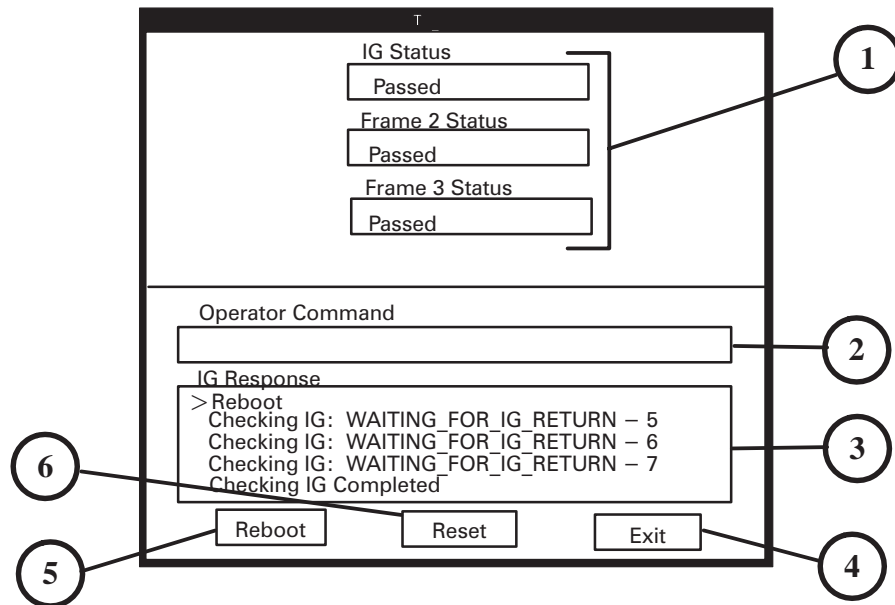 T _
IG Status
Passed
1
Frame 2 Status
Passed
Frame 3 Status
Passed
Operator Command
2
IG Response
>Reboot
Checking IG: WAITING_FOR_IG_RETURN – 5
Checking IG: WAITING_FOR_IG_RETURN – 6
Checking IG: WAITING_FOR_IG_RETURN – 7
Checking IG Completed
3
6
Reboot
Reset
Exit
5
4